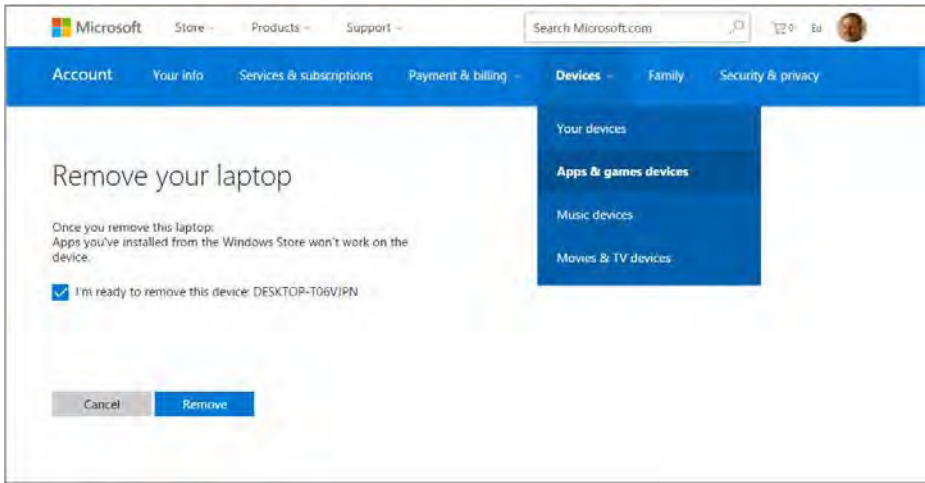 Microsoft Store Products Support Search Microsoft.com 0 Ed
Account Your info Services & subscriptions Payment & billing Devices Family Security & privacy
Your devices
Apps & games devices
Music devices
Movies & TV devices
Remove your laptop
Once you remove this laptop:
Apps you've installed from the Windows Store won't work on the
device.
I'm ready to remove this device: DESKTOP-T06VJPN
Cancel Remove